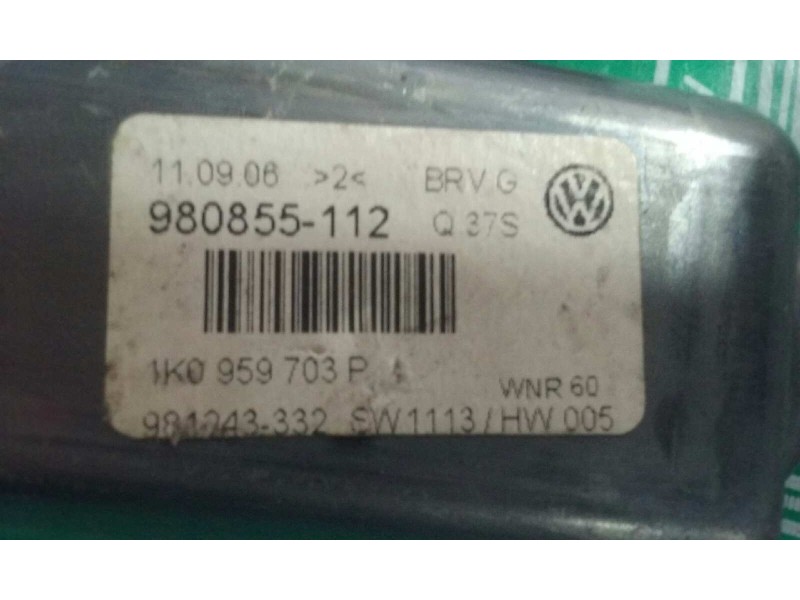 11.09.06 >2< BRV G
980855-112 Q 37S
1K0 959 703 P
WNR 60
981243-332 SW1113 / HW 005